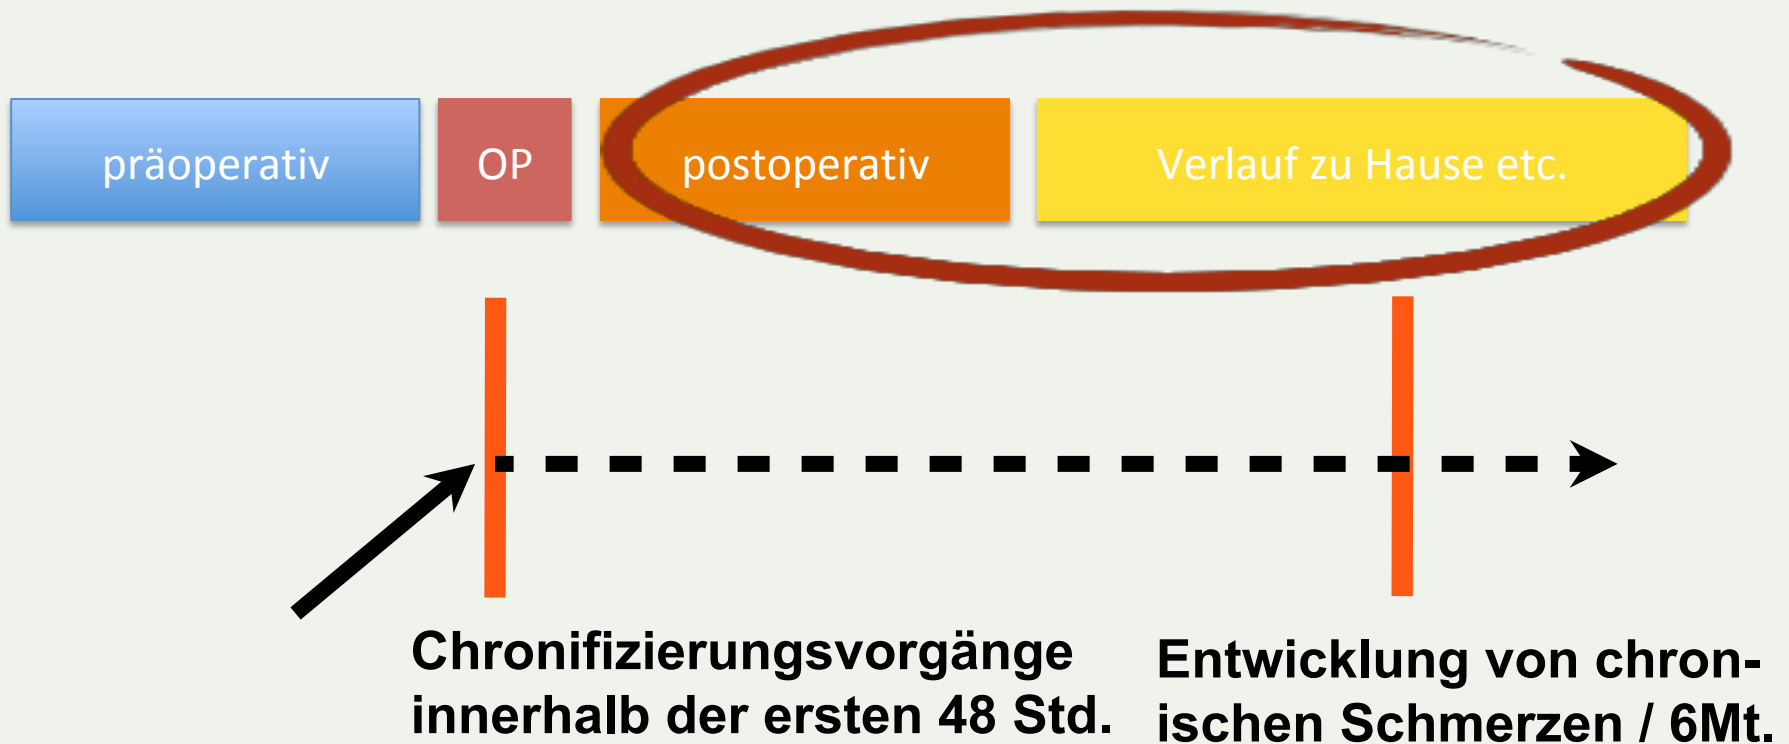 präoperativ
OP
postoperativ
Verlauf zu Hause etc.
Chronifizierungsvorgänge
innerhalb der ersten 48 Std.
Entwicklung von chron-
ischen Schmerzen / 6Mt.